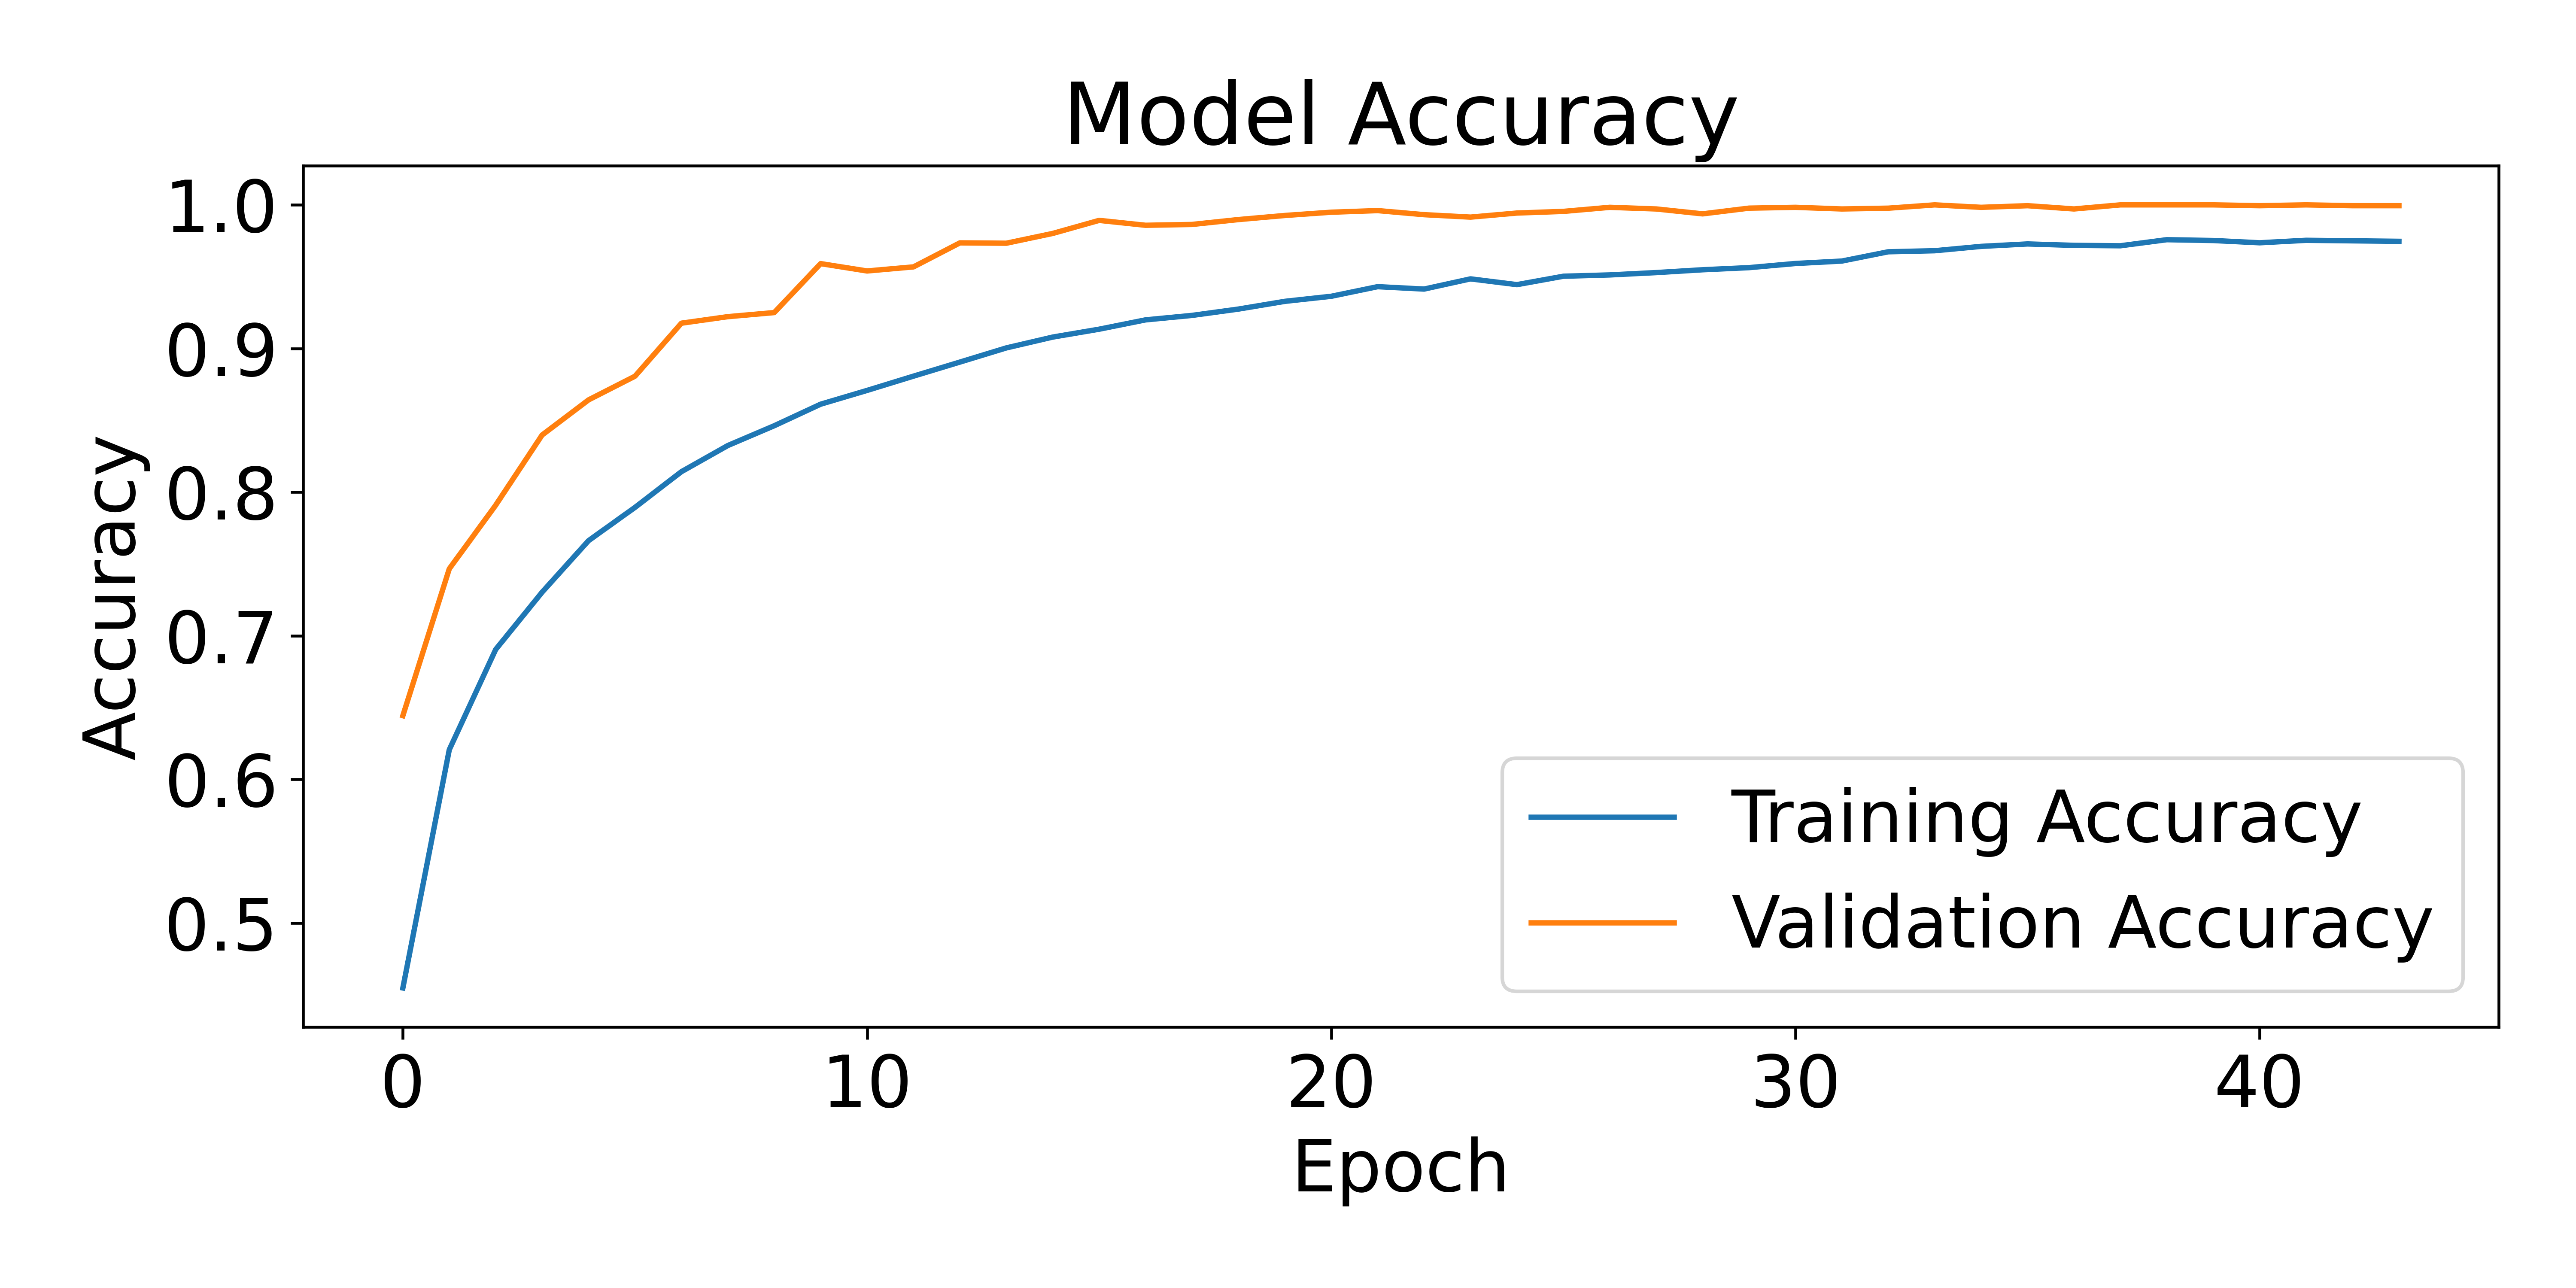 Model Accuracy
1.0
0.9
0.8
0.7
0.6
0.5
Accuracy
Training Accuracy
Validation Accuracy
0 10 20 30 40
Epoch